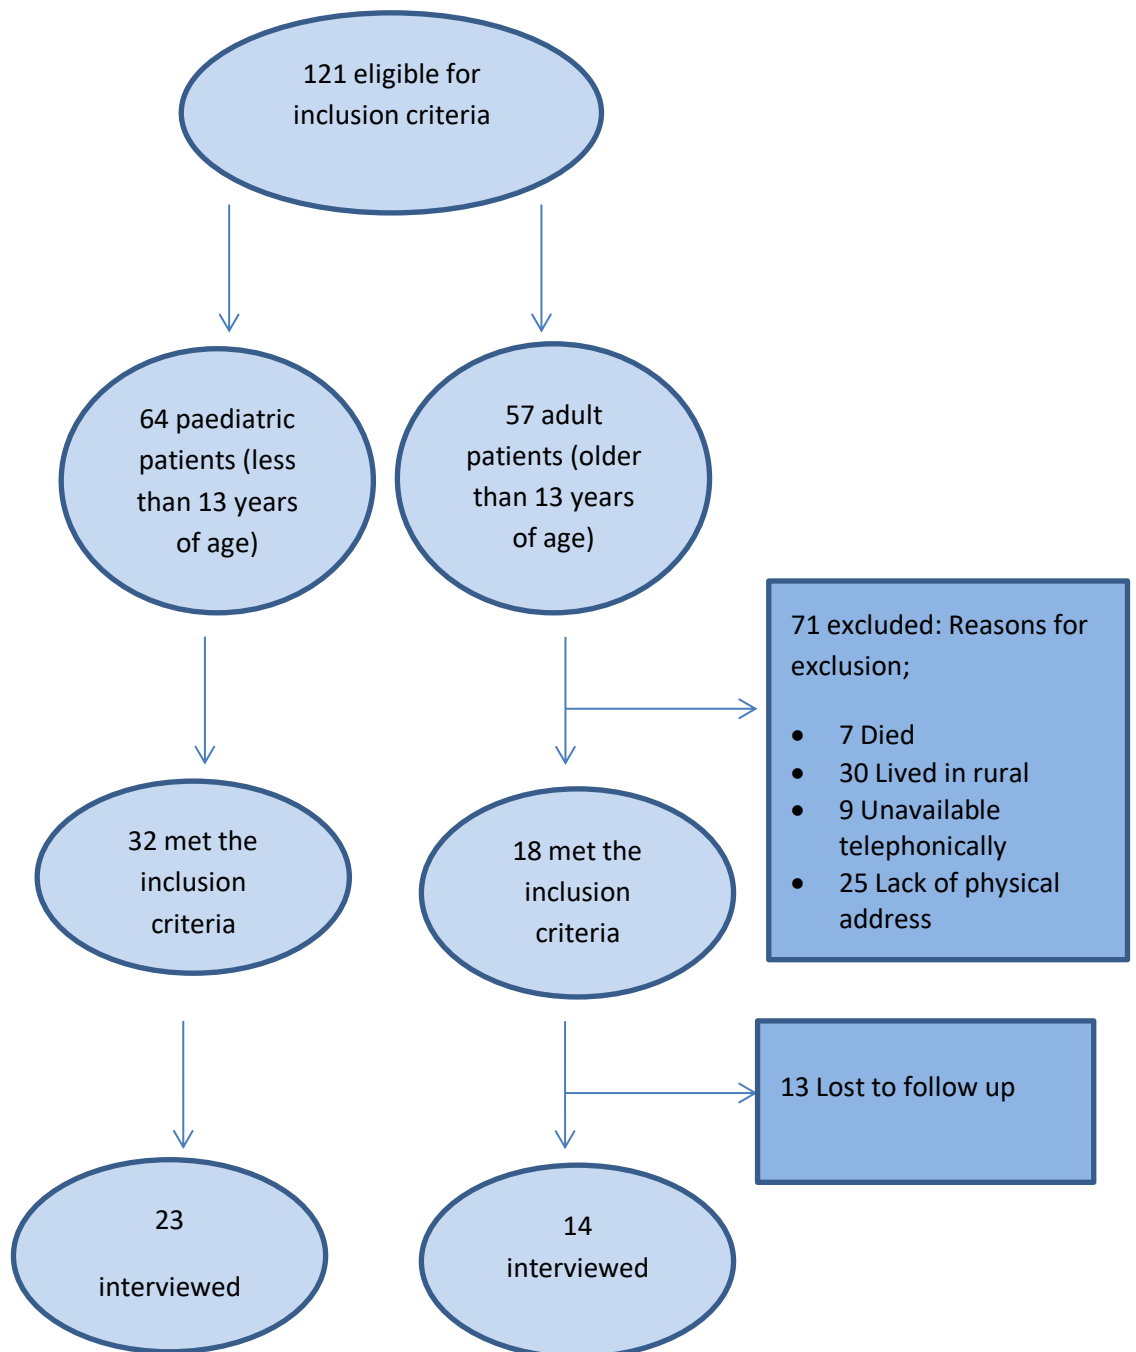 121 eligible for
inclusion criteria
64 paediatric
patients (less
than 13 years
of age)
57 adult
patients (older
than 13 years
of age)
71 excluded: Reasons for
exclusion;
• 7 Died
• 30 Lived in rural
• 9 Unavailable
telephonically
• 25 Lack of physical
address
32 met the
inclusion
criteria
18 met the
inclusion
criteria
13 Lost to follow up
23
interviewed
14
interviewed